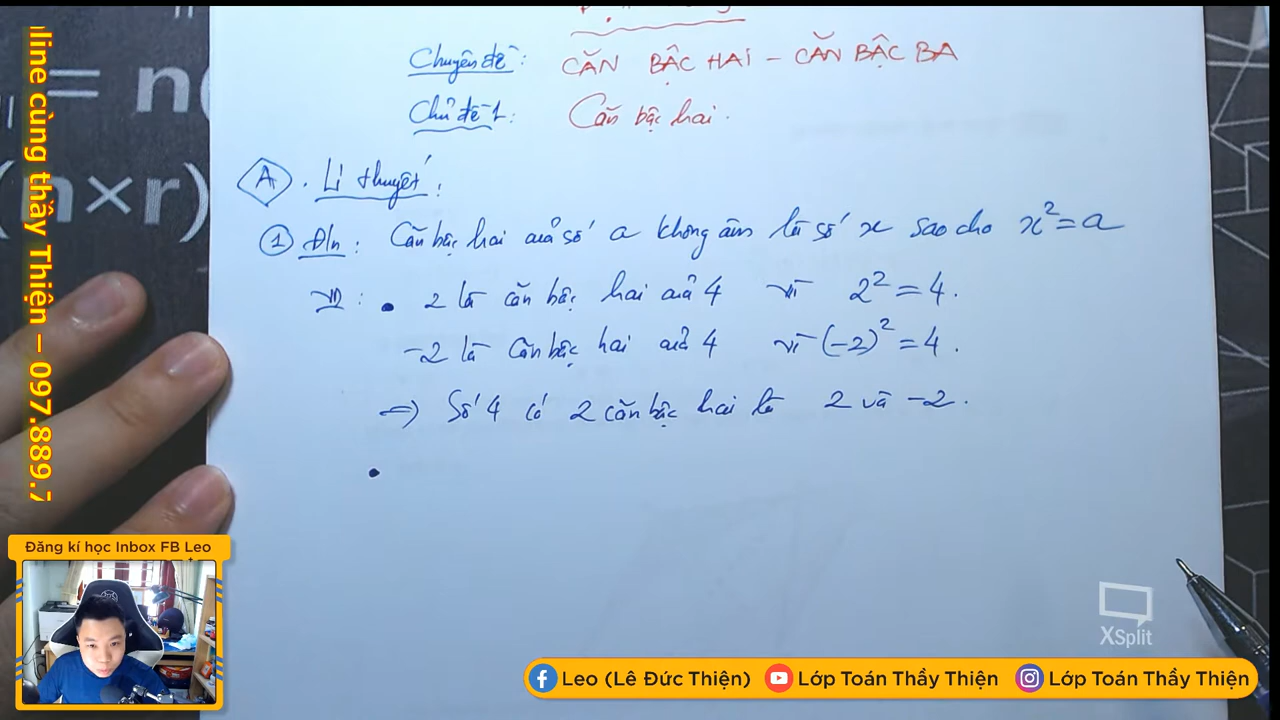 Chuyên đề: CĂN BẬC HAI – CĂN BẬC BA
Chủ đề 1: Căn bậc hai.
A. Lí thuyết:
① Đ/n: Căn bậc hai của số a không âm là số x sao cho x² = a
VD: • 2 là căn bậc hai của 4 vì 2² = 4.
-2 là căn bậc hai của 4 vì (-2)² = 4.
=> Số 4 có 2 căn bậc hai là 2 và -2.
•
line cùng thầy Thiện – 097.889.7
= n(
(n×r)
Đăng kí học Inbox FB Leo
XSplit
Leo (Lê Đức Thiện) Lớp Toán Thầy Thiện Lớp Toán Thầy Thiện